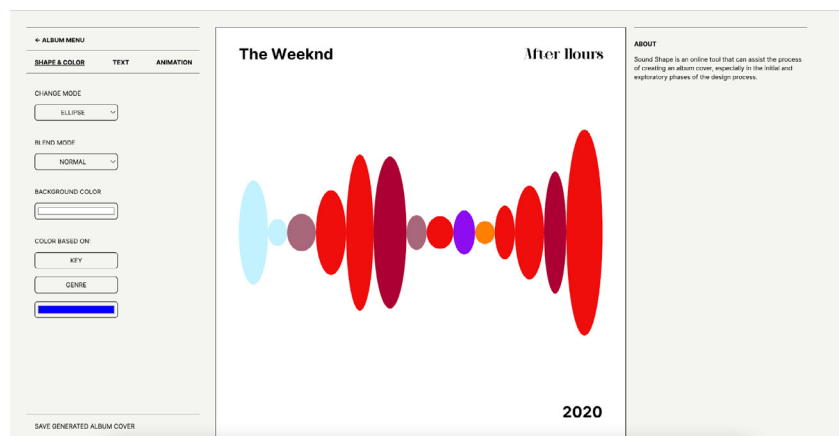 ← ALBUM MENU
SHAPE & COLOR TEXT ANIMATION
CHANGE MODE
ELLIPSE
BLEND MODE
NORMAL
BACKGROUND COLOR
COLOR BASED ON:
KEY
GENRE
SAVE GENERATED ALBUM COVER
The Weeknd After Hours
2020
ABOUT
Sound Shape is an online tool that can assist the process
of creating an album cover, especially in the initial and
exploratory phases of the design process.